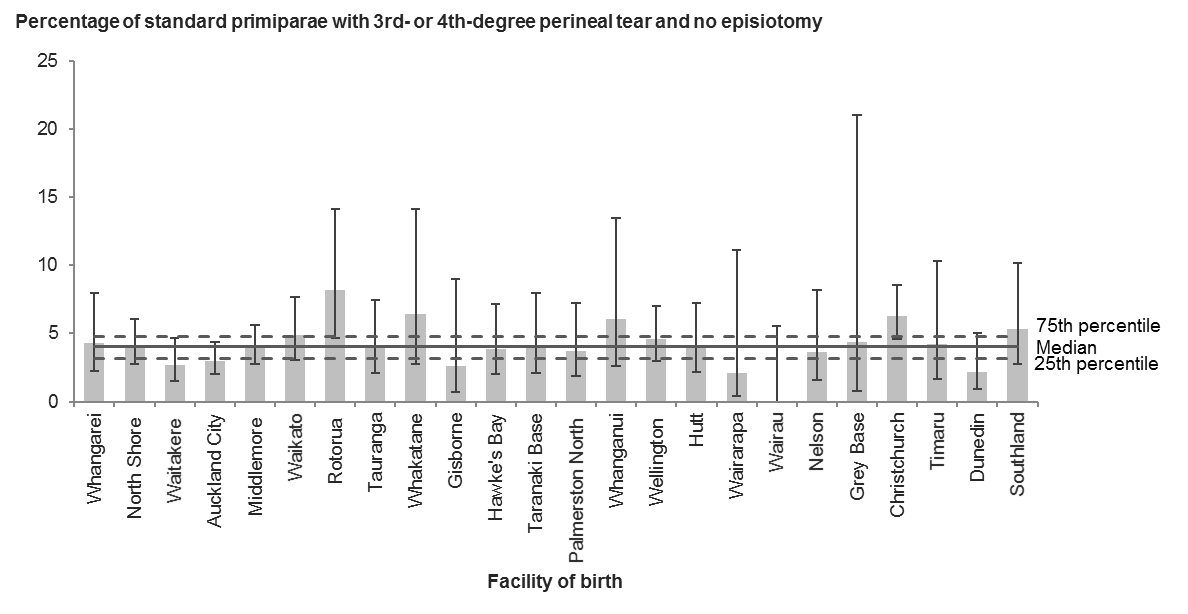 Percentage of standard primiparae with 3rd- or 4th-degree perineal tear and no episiotomy
25
20
15
10
5
0
75th percentile
Median
25th percentile
Whangarei
North Shore
Waitakere
Auckland City
Middlemore
Waikato
Rotorua
Tauranga
Whakatane
Gisborne
Hawke's Bay
Taranaki Base
Palmerston North
Whanganui
Wellington
Hutt
Wairarapa
Wairau
Nelson
Grey Base
Christchurch
Timaru
Dunedin
Southland
Facility of birth